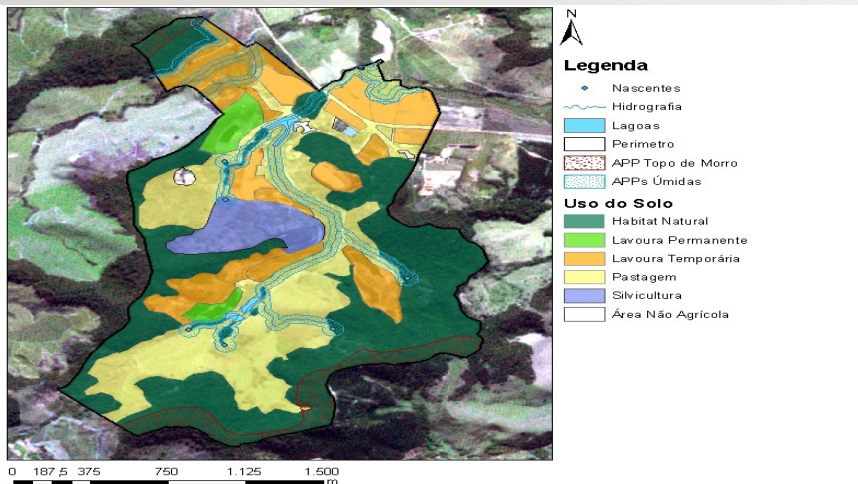 N
Legenda
Nascentes
Hidrografia
Lagoas
Perimetro
APP Topo de Morro
APPs Úmidas
Uso do Solo
Habitat Natural
Lavoura Permanente
Lavoura Temporária
Pastagem
Silvicultura
Área Não Agrícola
0 187,5 375 750 1.125 1.500
m